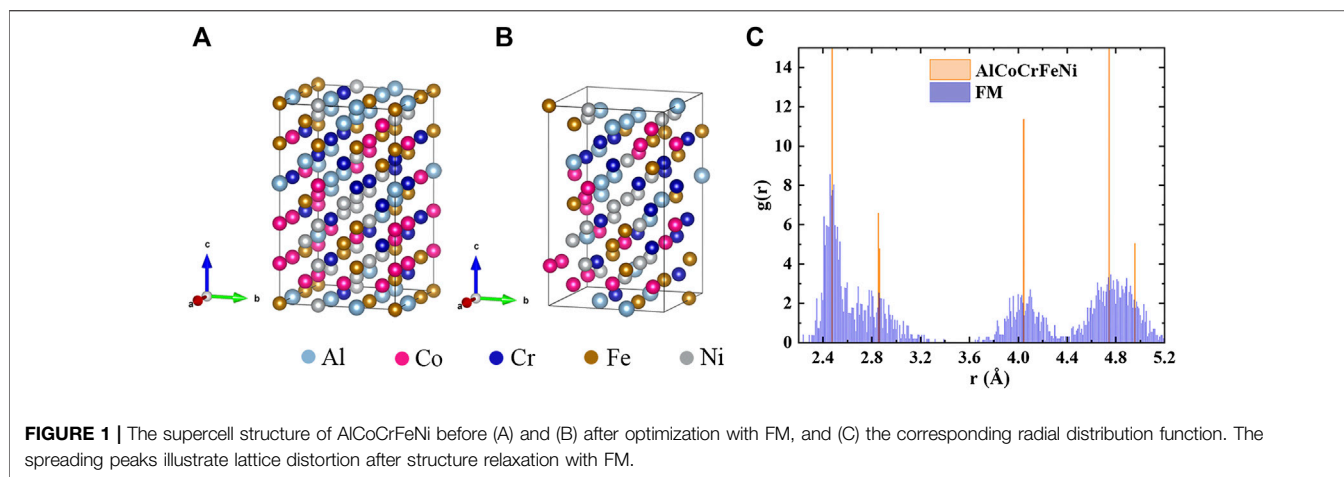 A
B
C
c
b
a
c
b
a
Al
Co
Cr
Fe
Ni
AlCoCrFeNi
FM
g(r)
14
12
10
8
6
4
2
0
2.4 2.8 3.2 3.6 4.0 4.4 4.8 5.2
r (Å)
FIGURE 1 | The supercell structure of AlCoCrFeNi before (A) and (B) after optimization with FM, and (C) the corresponding radial distribution function. The
spreading peaks illustrate lattice distortion after structure relaxation with FM.